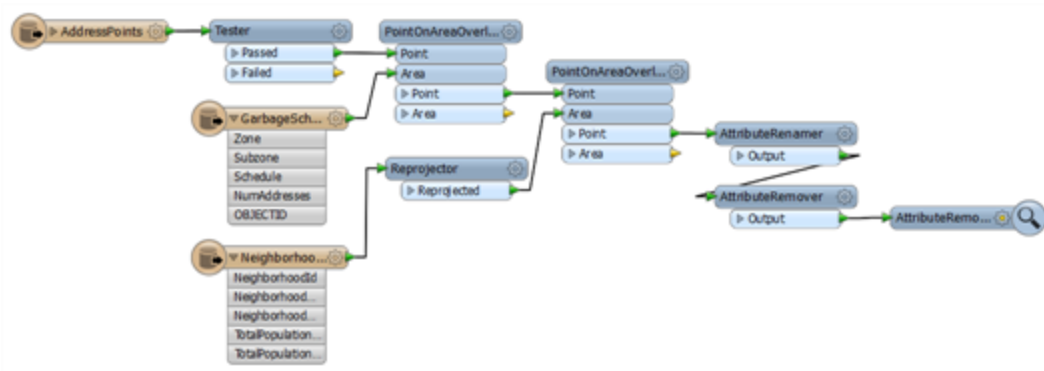 AddressPoints
Tester
Passed
Failed
PointOnAreaOverl...
Point
Area
Point
Area
PointOnAreaOverl...
Point
Area
Point
Area
GarbageSch...
Zone
Subzone
Schedule
NumAddresses
OBJECTID
Reprojector
Reprojected
AttributeRenamer
Output
AttributeRemover
Output
AttributeRemo...
Neighborhoo...
NeighborhoodId
Neighborhood...
Neighborhood...
TotalPopulation...
TotalPopulation...